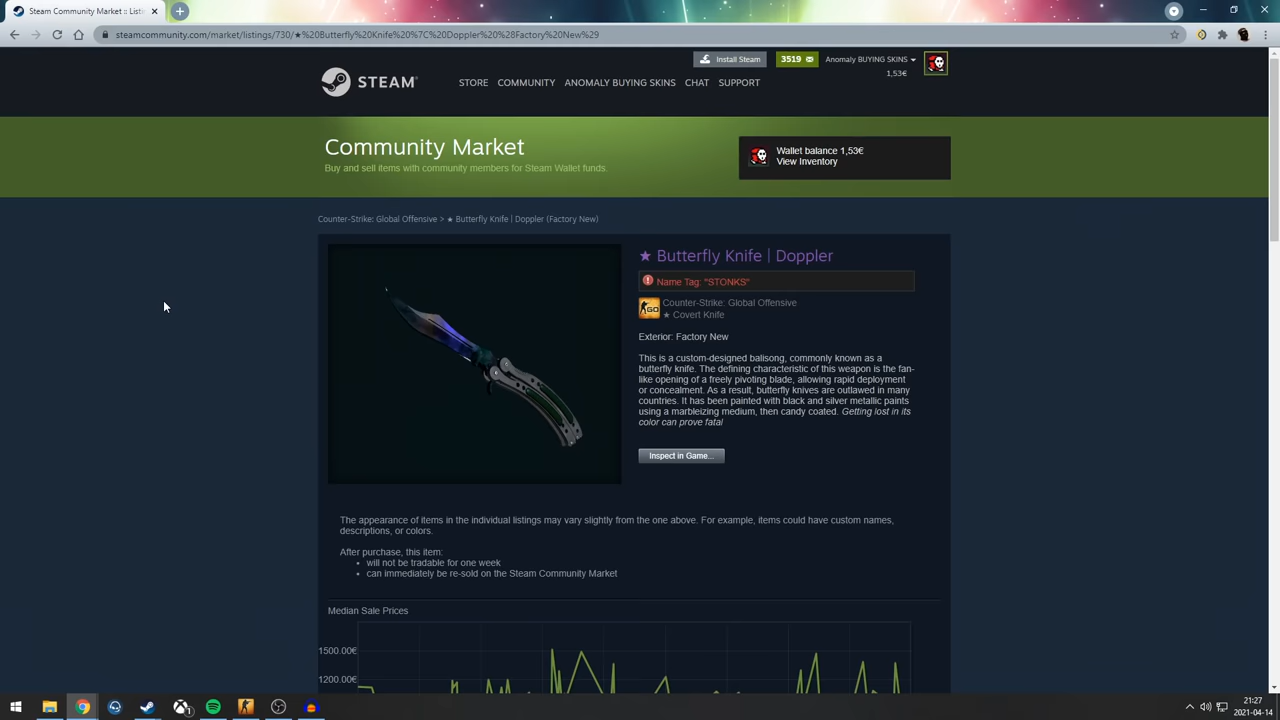 Steam Community Market :: Listi
steamcommunity.com/market/listings/730/★%20Butterfly%20Knife%20%7C%20Doppler%20%28Factory%20New%29
Install Steam
3519
Anomaly BUYING SKINS
1,53€
STEAM
STORE COMMUNITY ANOMALY BUYING SKINS CHAT SUPPORT
Community Market
Buy and sell items with community members for Steam Wallet funds.
Wallet balance 1,53€
View Inventory
Counter-Strike: Global Offensive > ★ Butterfly Knife | Doppler (Factory New)
★ Butterfly Knife | Doppler
Name Tag: "STONKS"
GO
Counter-Strike: Global Offensive
★ Covert Knife
Exterior: Factory New
This is a custom-designed balisong, commonly known as a
butterfly knife. The defining characteristic of this weapon is the fan-
like opening of a freely pivoting blade, allowing rapid deployment
or concealment. As a result, butterfly knives are outlawed in many
countries. It has been painted with black and silver metallic paints
using a marbleizing medium, then candy coated. Getting lost in its
color can prove fatal
Inspect in Game...
The appearance of items in the individual listings may vary slightly from the one above. For example, items could have custom names,
descriptions, or colors.
After purchase, this item:
• will not be tradable for one week
• can immediately be re-sold on the Steam Community Market
Median Sale Prices
1500.00€
1200.00€
1
21:27
2021-04-14